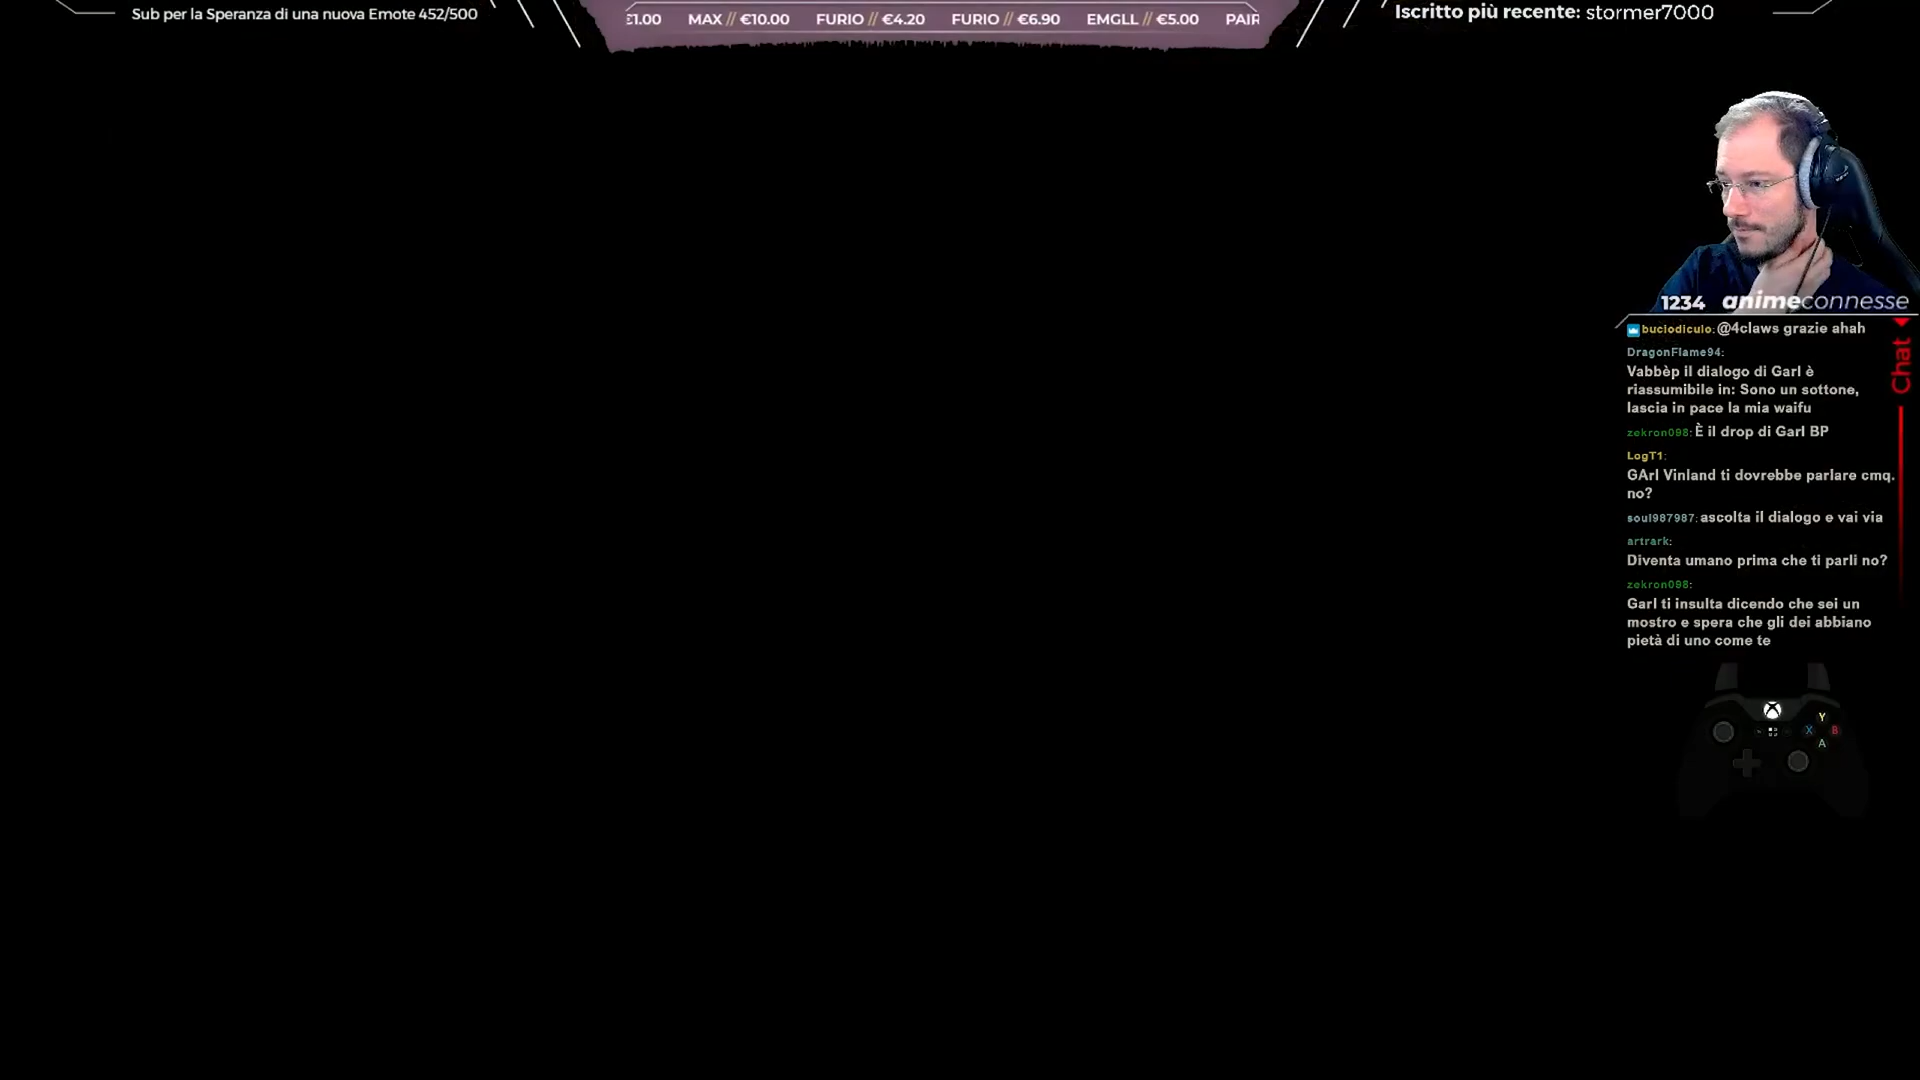 Sub per la Speranza di una nuova Emote 452/500
£1.00 MAX // €10.00 FURIO // €4.20 FURIO // €6.90 EMGLL // €5.00 PAIR
Iscritto più recente: stormer7000
1234 animeconnesse
Chat
buciodiculo: @4claws grazie ahah
DragonFlame94:
Vabbèp il dialogo di Garl è
riassumibile in: Sono un sottone,
lascia in pace la mia waifu
zekron098: È il drop di Garl BP
LogT1:
GArl Vinland ti dovrebbe parlare cmq.
no?
soul987987: ascolta il dialogo e vai via
artrark:
Diventa umano prima che ti parli no?
zekron098:
Garl ti insulta dicendo che sei un
mostro e spera che gli dei abbiano
pietà di uno come te
Y
X B
A